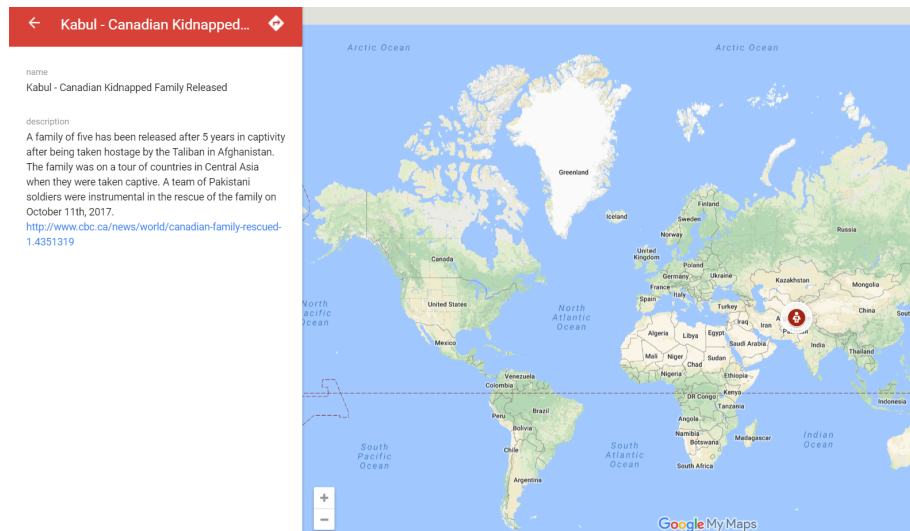 Kabul - Canadian Kidnapped...
name
Kabul - Canadian Kidnapped Family Released
description
A family of five has been released after 5 years in captivity
after being taken hostage by the Taliban in Afghanistan.
The family was on a tour of countries in Central Asia
when they were taken captive. A team of Pakistani
soldiers were instrumental in the rescue of the family on
October 11th, 2017.
http://www.cbc.ca/news/world/canadian-family-rescued-
1.4351319
Arctic Ocean
Arctic Ocean
Greenland
Iceland
Finland
Sweden
Norway
Russia
United
Kingdom
Canada
Poland
Germany
Ukraine
Kazakhstan
Mongolia
France
Italy
Spain
Turkey
North
Atlantic
Ocean
United States
China
Iraq
Iran
Algeria
Libya
Egypt
Saudi Arabia
India
Mexico
Mali
Niger
Chad
Sudan
Thailand
Nigeria
Ethiopia
Venezuela
Colombia
Kenya
DR Congo
Indonesia
Tanzania
Peru
Brazil
Angola
Bolivia
Namibia
Botswana
Madagascar
Indian
Ocean
Chile
South
Pacific
Ocean
South
Atlantic
Ocean
South Africa
Argentina
+
−
Google My Maps